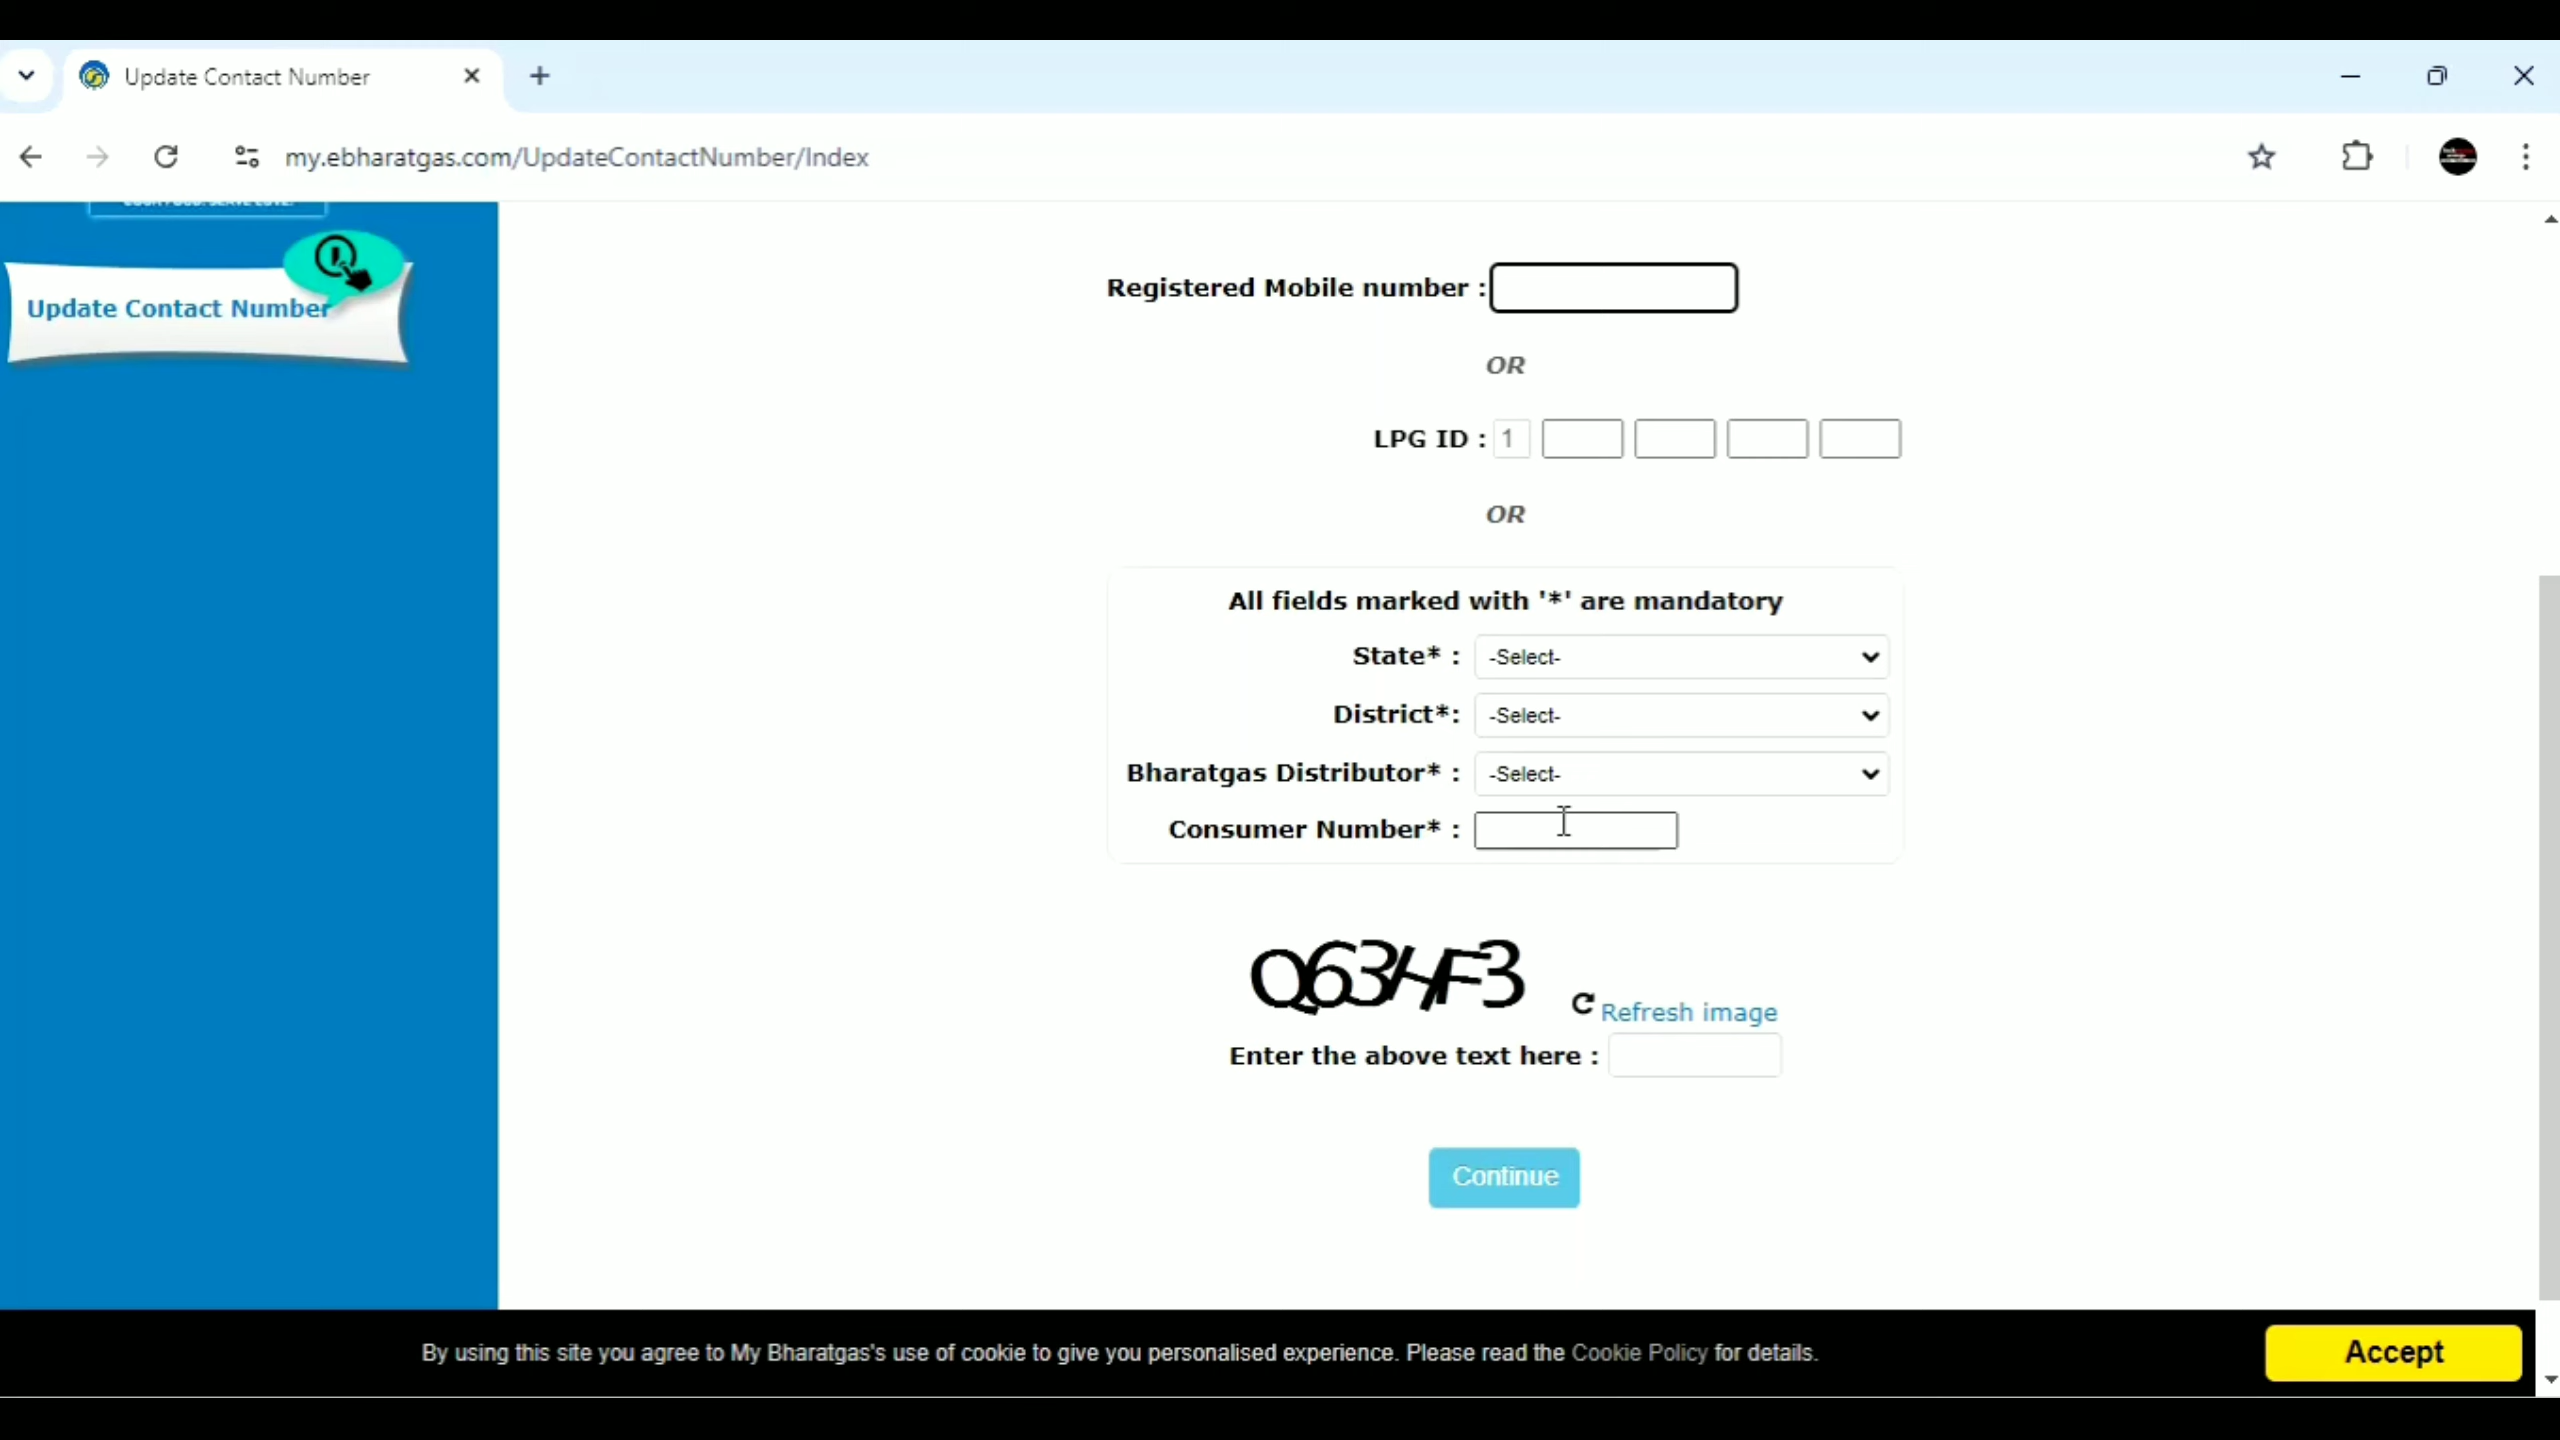 Update Contact Number
my.ebharatgas.com/UpdateContactNumber/Index
Update Contact Number
Registered Mobile number :
OR
LPG ID : 1
OR
All fields marked with '*' are mandatory
State* : -Select-
District*: -Select-
Bharatgas Distributor* : -Select-
Consumer Number* :
Q63HF3
Refresh image
Enter the above text here :
Continue
By using this site you agree to My Bharatgas's use of cookie to give you personalised experience. Please read the Cookie Policy for details.
Accept